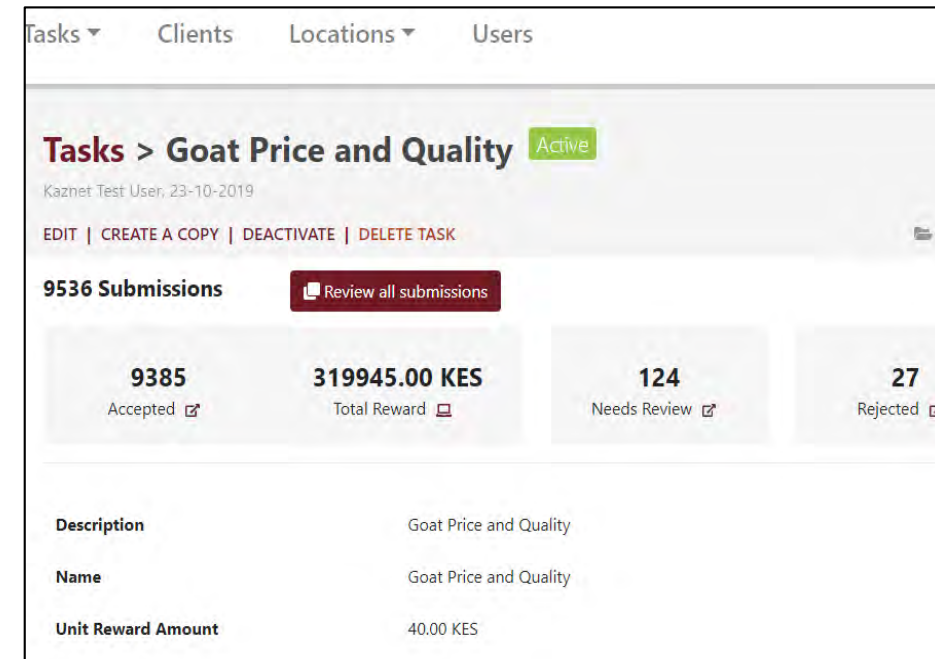 Tasks Clients Locations Users
Tasks > Goat Price and Quality Active
Kaznet Test User, 23-10-2019
EDIT | CREATE A COPY | DEACTIVATE | DELETE TASK
9536 Submissions Review all submissions
9385 319945.00 KES 124 27
Accepted Total Reward Needs Review Rejected
Description Goat Price and Quality
Name Goat Price and Quality
Unit Reward Amount 40.00 KES